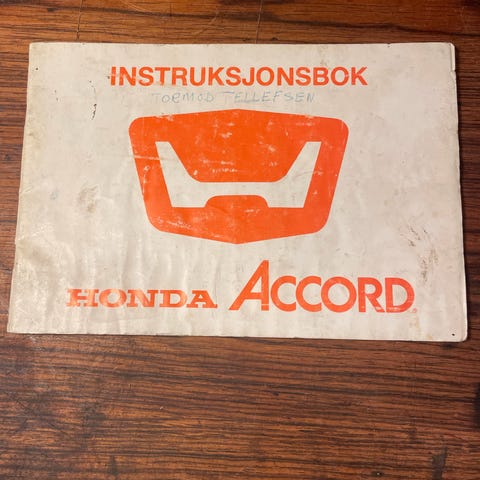 INSTRUKSJONSBOK
TORMOD TELLEFSEN
HONDA ACCORD